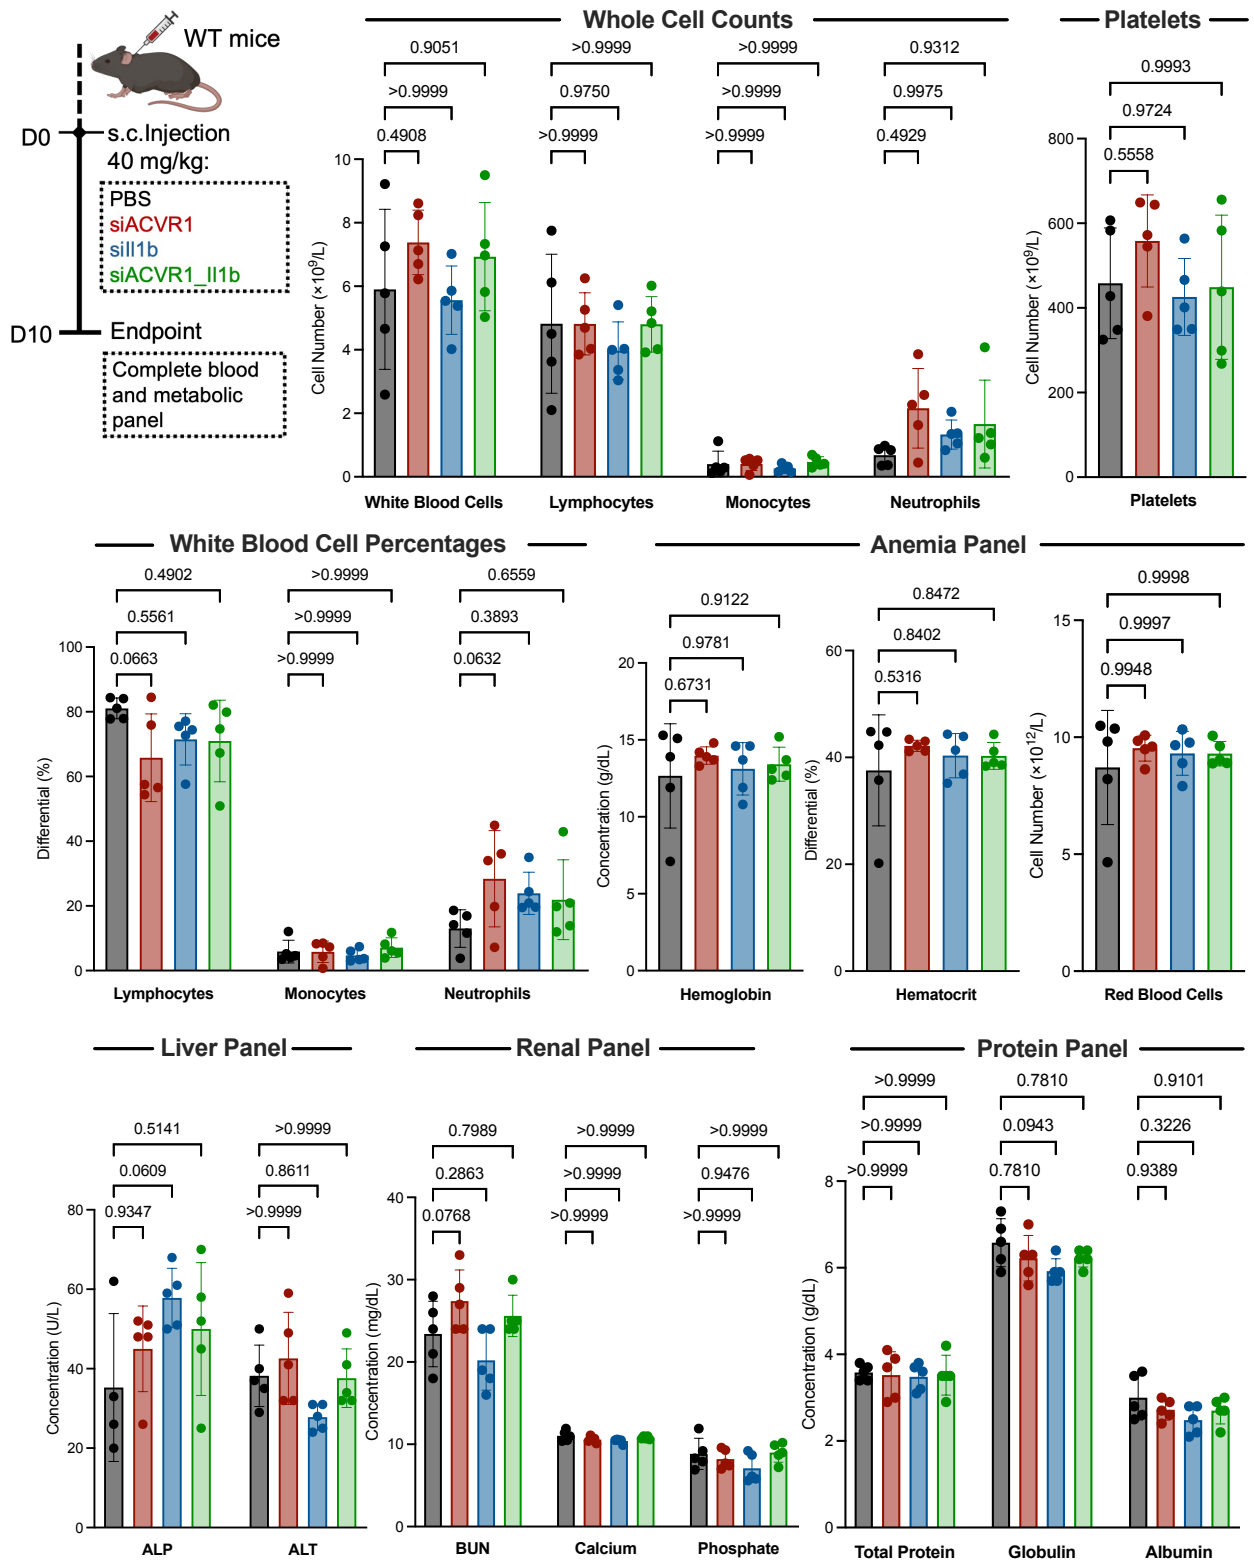 WT mice
D0
s.c.Injection
40 mg/kg:
PBS
siACVR1
siIl1b
siACVR1_Il1b
D10
Endpoint
Complete blood
and metabolic
panel
Whole Cell Counts
0.9051
>0.9999
0.4908
>0.9999
0.9750
>0.9999
>0.9999
>0.9999
>0.9999
0.9312
0.9975
0.4929
Cell Number (×10⁹/L)
10
8
6
4
2
0
White Blood Cells
Lymphocytes
Monocytes
Neutrophils
Platelets
0.9993
0.9724
0.5558
Cell Number (×10⁹/L)
800
600
400
200
0
Platelets
White Blood Cell Percentages
0.4902
0.5561
0.0663
>0.9999
>0.9999
>0.9999
0.6559
0.3893
0.0632
Differential (%)
100
80
60
40
20
0
Lymphocytes
Monocytes
Neutrophils
Anemia Panel
0.9122
0.9781
0.6731
Concentration (g/dL)
20
15
10
5
0
Hemoglobin
0.8472
0.8402
0.5316
Differential (%)
60
40
20
0
Hematocrit
0.9998
0.9997
0.9948
Cell Number (×10¹²/L)
15
10
5
0
Red Blood Cells
Liver Panel
0.5141
0.0609
0.9347
>0.9999
0.8611
>0.9999
Concentration (U/L)
80
60
40
20
0
ALP
ALT
Renal Panel
0.7989
0.2863
0.0768
>0.9999
>0.9999
>0.9999
>0.9999
0.9476
>0.9999
Concentration (mg/dL)
40
30
20
10
0
BUN
Calcium
Phosphate
Protein Panel
>0.9999
>0.9999
>0.9999
0.7810
0.0943
0.7810
0.9101
0.3226
0.9389
Concentration (g/dL)
8
6
4
2
0
Total Protein
Globulin
Albumin